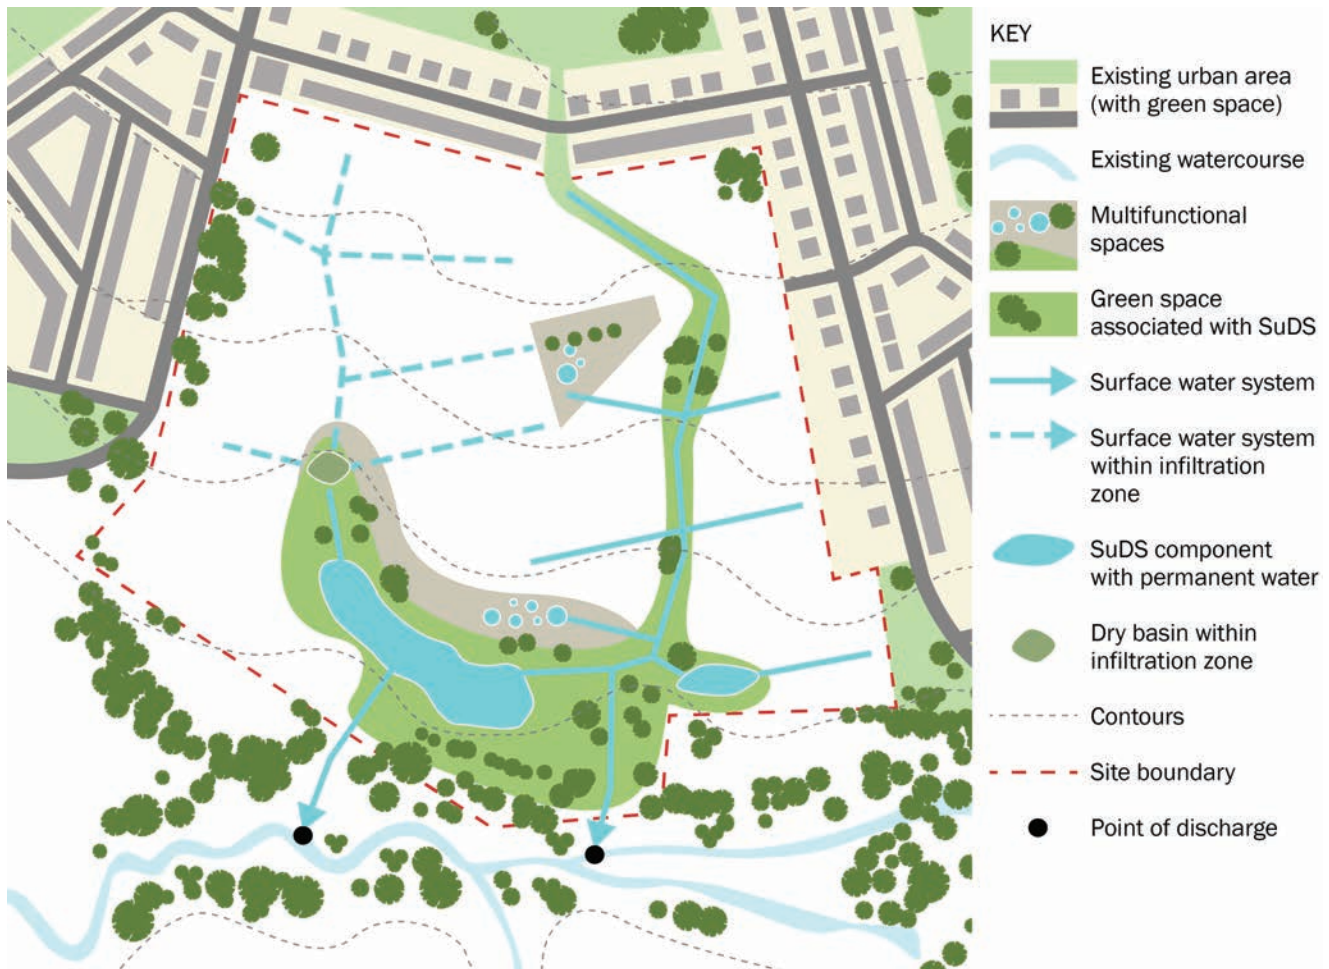 KEY
Existing urban area
(with green space)
Existing watercourse
Multifunctional
spaces
Green space
associated with SuDS
Surface water system
Surface water system
within infiltration
zone
SuDS component
with permanent water
Dry basin within
infiltration zone
Contours
Site boundary
Point of discharge